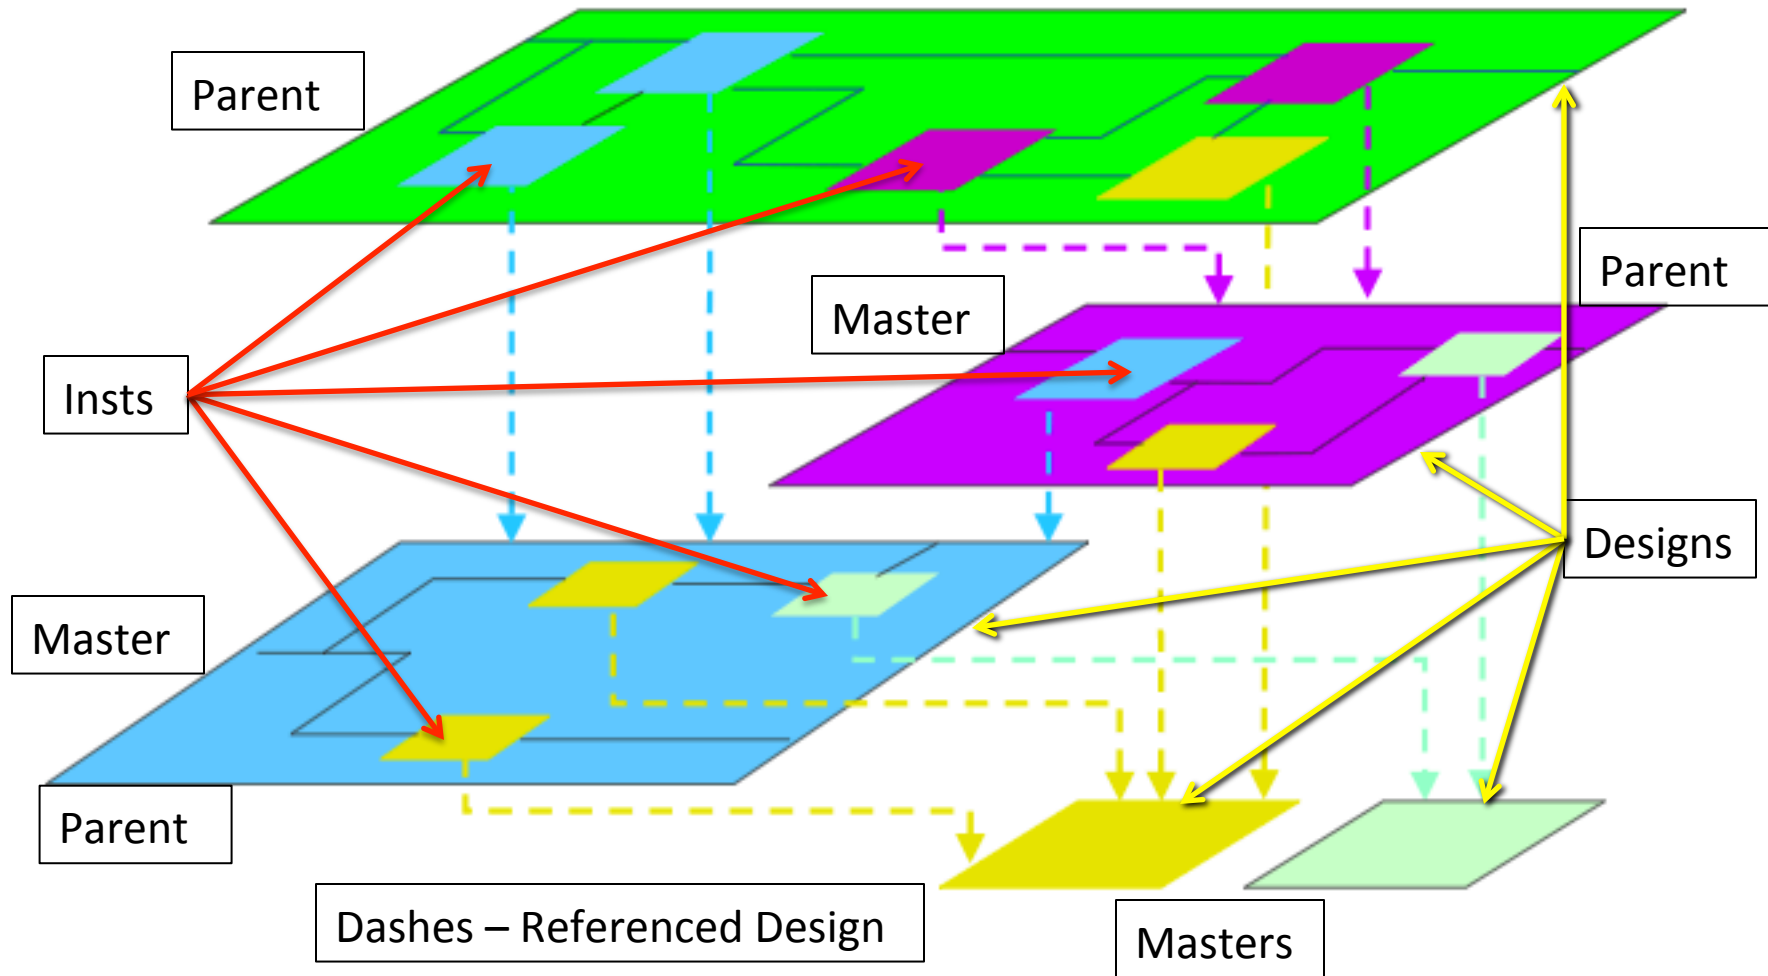 Parent
Parent
Master
Insts
Designs
Master
Parent
Dashes – Referenced Design
Masters